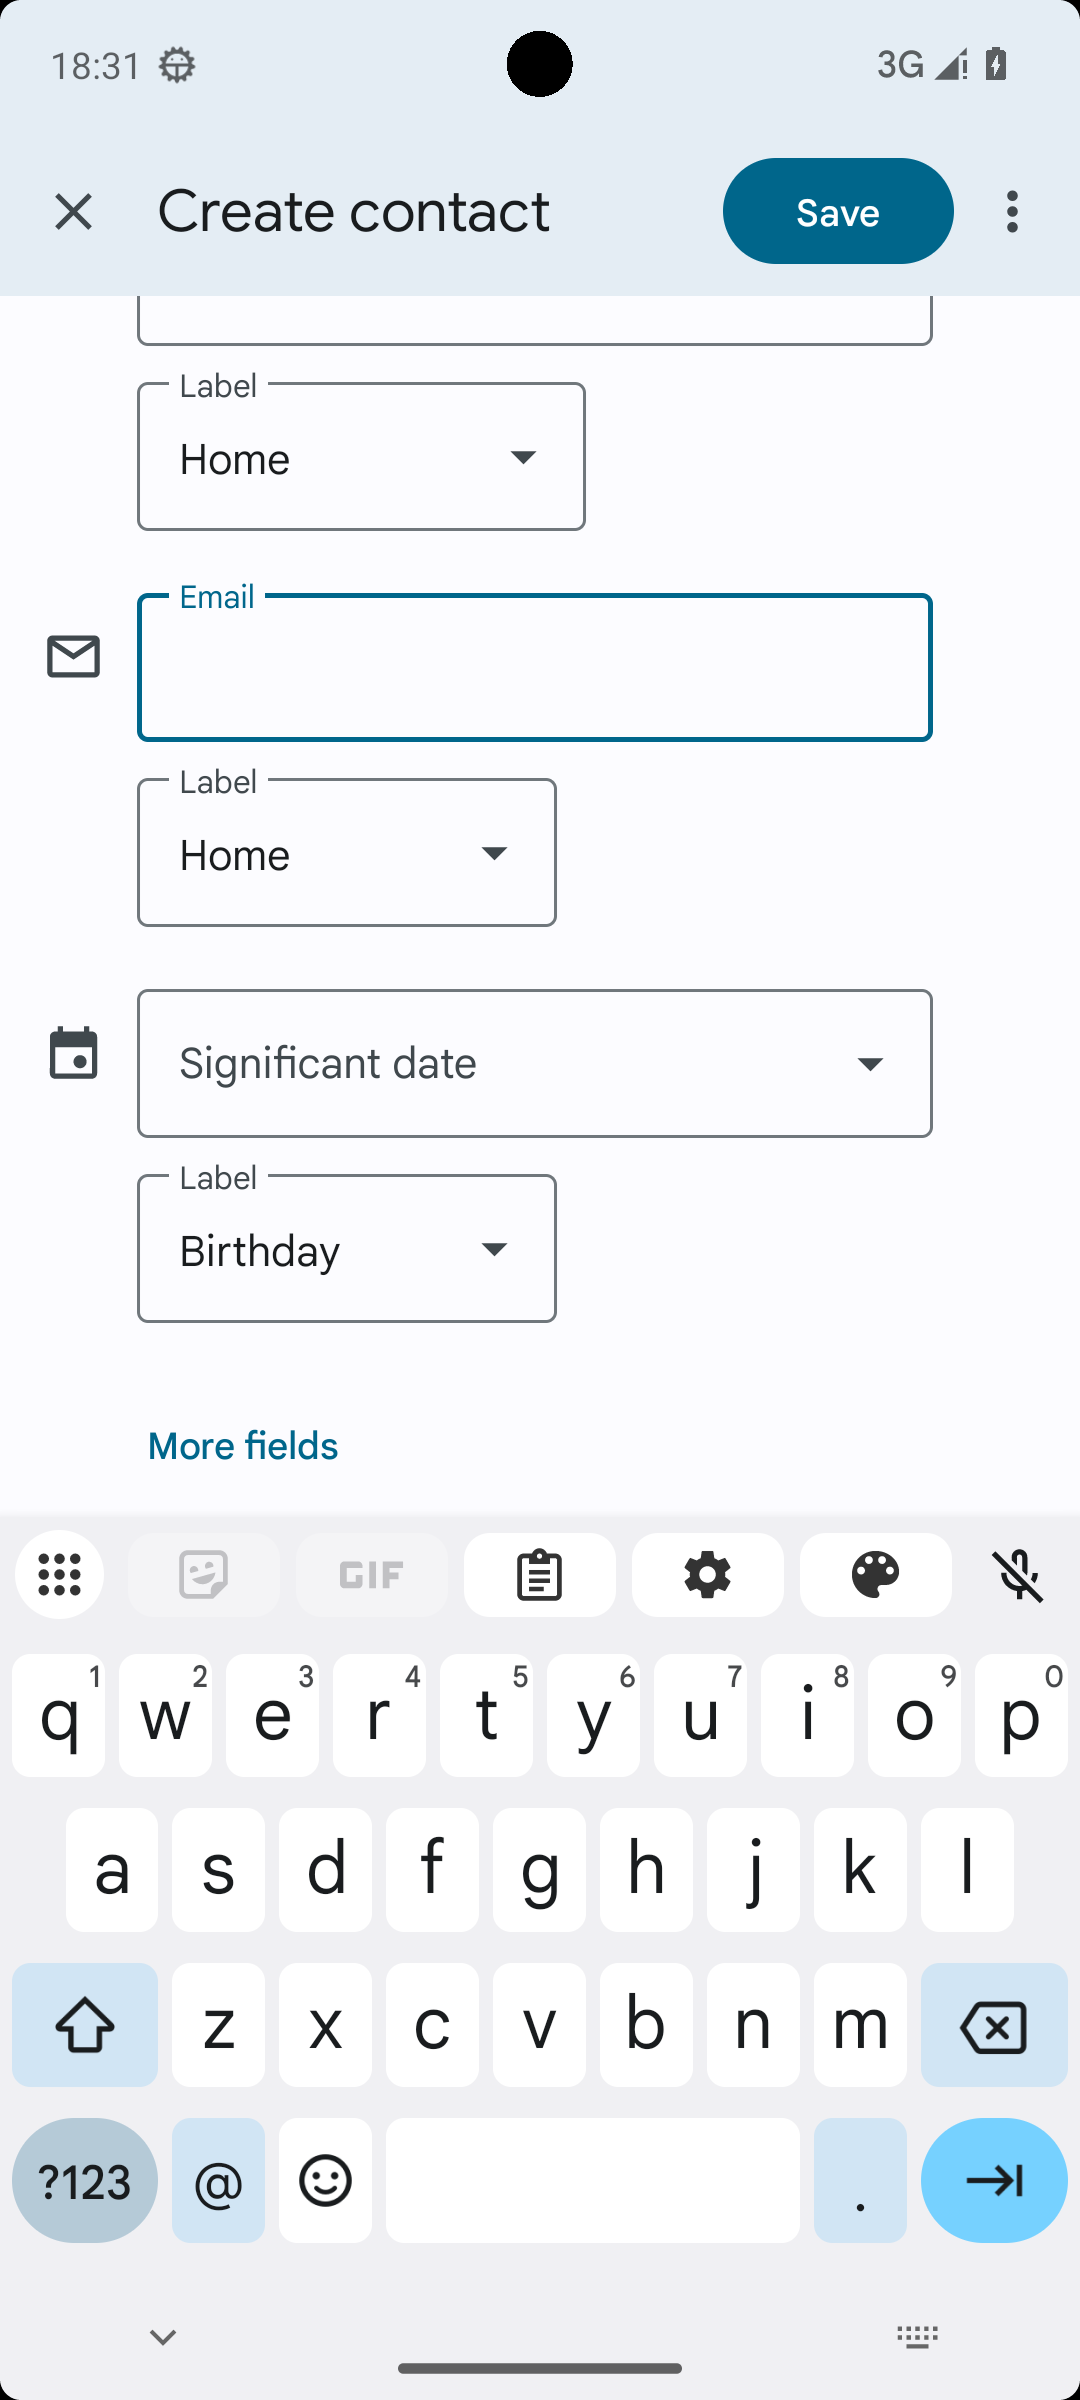 18:31
3G
Create contact
Save
Label
Home
Email
Label
Home
Significant date
Label
Birthday
More fields
GIF
q 1 w 2 e 3 r 4 t 5 y 6 u 7 i 8 o 9 p 0
a s d f g h j k l
z x c v b n m
?123 @ .